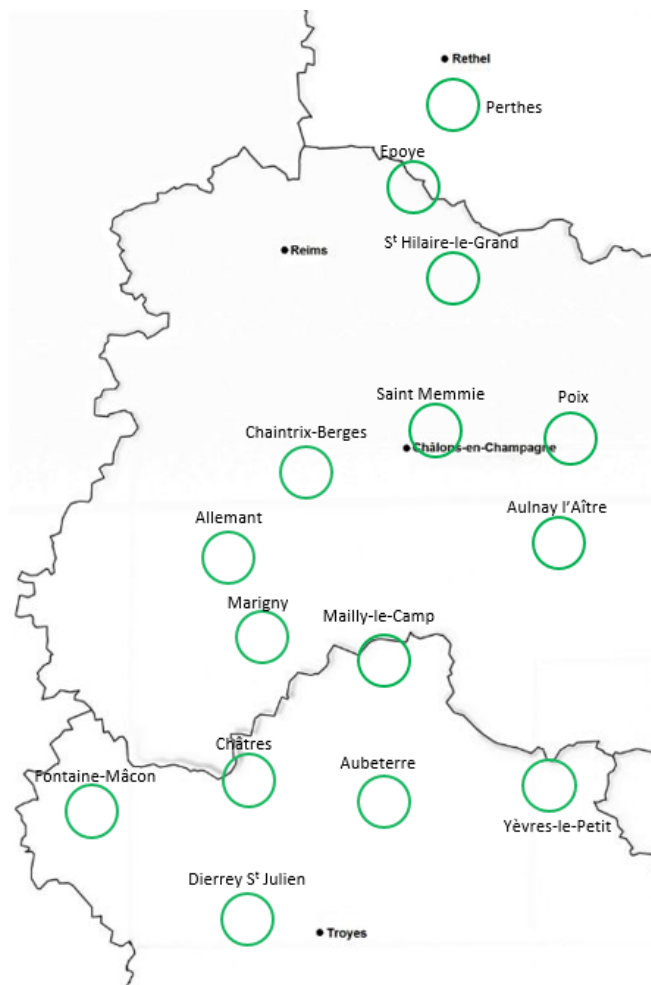 Rethel
Perthes
Epoye
Sᵗ Hilaire-le-Grand
Reims
Saint Memmie
Poix
Chaintrix-Berges
Châlons-en-Champagne
Aulnay l'Aître
Allemant
Marigny
Mailly-le-Camp
Châtres
Aubeterre
Fontaine-Mâcon
Yèvres-le-Petit
Dierrey Sᵗ Julien
Troyes